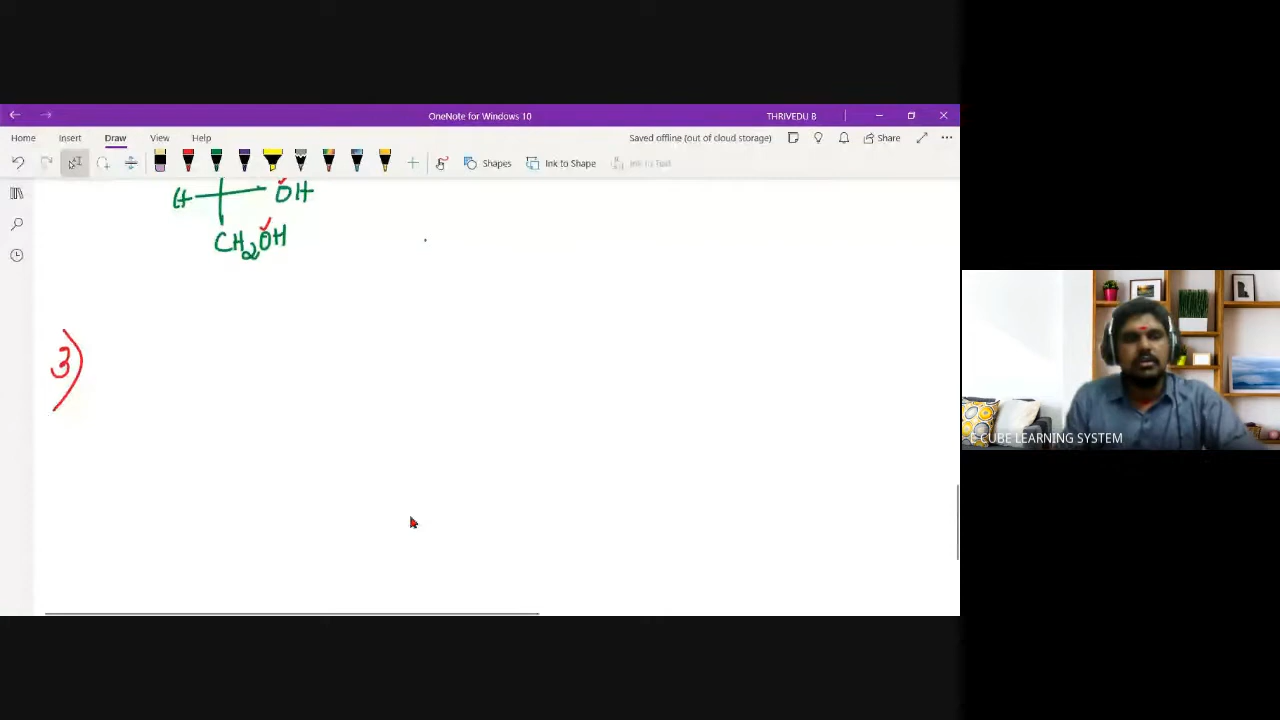 OneNote for Windows 10
THRIVEDU B
Home Insert Draw View Help
Saved offline (out of cloud storage)
Share
Shapes
Ink to Shape
Ink to Text
H OH
CH2OH
3)
E CUBE LEARNING SYSTEM